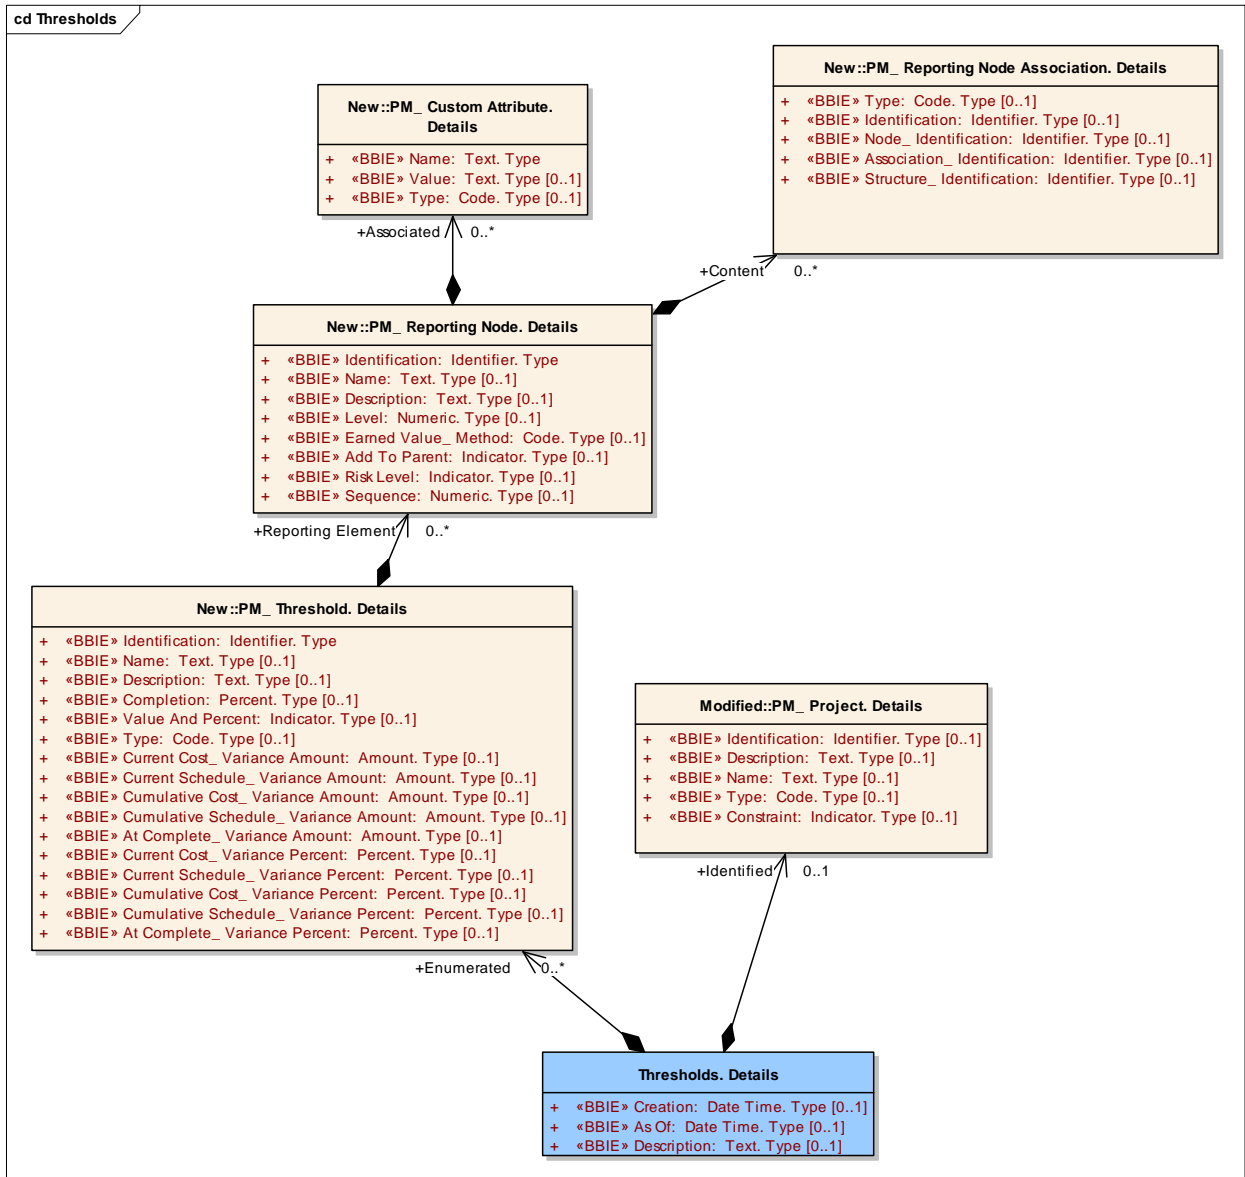 cd Thresholds
New::PM_ Reporting Node Association. Details
+ «BBIE» Type: Code. Type [0..1]
+ «BBIE» Identification: Identifier. Type [0..1]
+ «BBIE» Node_ Identification: Identifier. Type [0..1]
+ «BBIE» Association_ Identification: Identifier. Type [0..1]
+ «BBIE» Structure_ Identification: Identifier. Type [0..1]
New::PM_ Custom Attribute.
Details
+ «BBIE» Name: Text. Type
+ «BBIE» Value: Text. Type [0..1]
+ «BBIE» Type: Code. Type [0..1]
+Associated 0..*
+Content 0..*
New::PM_ Reporting Node. Details
+ «BBIE» Identification: Identifier. Type
+ «BBIE» Name: Text. Type [0..1]
+ «BBIE» Description: Text. Type [0..1]
+ «BBIE» Level: Numeric. Type [0..1]
+ «BBIE» Earned Value_ Method: Code. Type [0..1]
+ «BBIE» Add To Parent: Indicator. Type [0..1]
+ «BBIE» Risk Level: Indicator. Type [0..1]
+ «BBIE» Sequence: Numeric. Type [0..1]
+Reporting Element 0..*
New::PM_ Threshold. Details
+ «BBIE» Identification: Identifier. Type
+ «BBIE» Name: Text. Type [0..1]
+ «BBIE» Description: Text. Type [0..1]
+ «BBIE» Completion: Percent. Type [0..1]
+ «BBIE» Value And Percent: Indicator. Type [0..1]
+ «BBIE» Type: Code. Type [0..1]
+ «BBIE» Current Cost_ Variance Amount: Amount. Type [0..1]
+ «BBIE» Current Schedule_ Variance Amount: Amount. Type [0..1]
+ «BBIE» Cumulative Cost_ Variance Amount: Amount. Type [0..1]
+ «BBIE» Cumulative Schedule_ Variance Amount: Amount. Type [0..1]
+ «BBIE» At Complete_ Variance Amount: Amount. Type [0..1]
+ «BBIE» Current Cost_ Variance Percent: Percent. Type [0..1]
+ «BBIE» Current Schedule_ Variance Percent: Percent. Type [0..1]
+ «BBIE» Cumulative Cost_ Variance Percent: Percent. Type [0..1]
+ «BBIE» Cumulative Schedule_ Variance Percent: Percent. Type [0..1]
+ «BBIE» At Complete_ Variance Percent: Percent. Type [0..1]
Modified::PM_ Project. Details
+ «BBIE» Identification: Identifier. Type [0..1]
+ «BBIE» Description: Text. Type [0..1]
+ «BBIE» Name: Text. Type [0..1]
+ «BBIE» Type: Code. Type [0..1]
+ «BBIE» Constraint: Indicator. Type [0..1]
+Identified 0..1
+Enumerated 0..*
Thresholds. Details
+ «BBIE» Creation: Date Time. Type [0..1]
+ «BBIE» As Of: Date Time. Type [0..1]
+ «BBIE» Description: Text. Type [0..1]